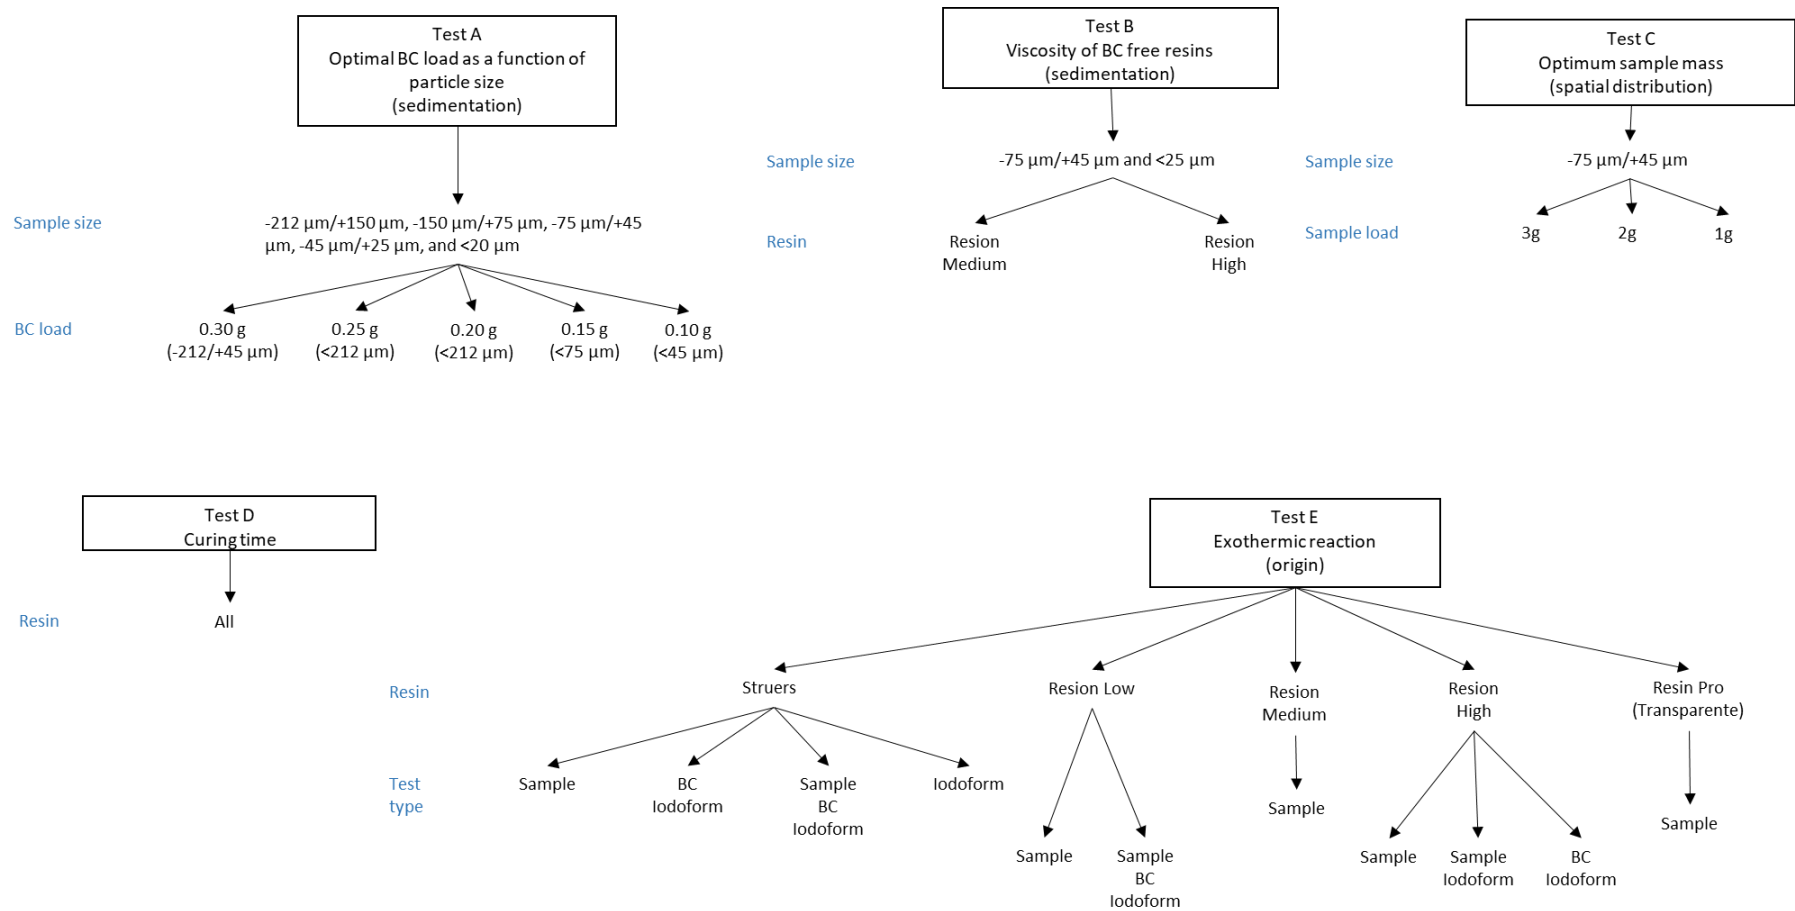 Test A
Optimal BC load as a function of
particle size
(sedimentation)
Sample size
-212 µm/+150 µm, -150 µm/+75 µm, -75 µm/+45
µm, -45 µm/+25 µm, and <20 µm
BC load
0.30 g
(-212/+45 µm)
0.25 g
(<212 µm)
0.20 g
(<212 µm)
0.15 g
(<75 µm)
0.10 g
(<45 µm)
Test B
Viscosity of BC free resins
(sedimentation)
Sample size
-75 µm/+45 µm and <25 µm
Resin
Resion
Medium
Resion
High
Test C
Optimum sample mass
(spatial distribution)
Sample size
-75 µm/+45 µm
Sample load
3g
2g
1g
Test D
Curing time
Resin
All
Test E
Exothermic reaction
(origin)
Resin
Struers
Resion Low
Resion
Medium
Resion
High
Resin Pro
(Transparente)
Test
type
Sample
BC
Iodoform
Sample
BC
Iodoform
Iodoform
Sample
Sample
BC
Iodoform
Sample
Sample
Sample
Iodoform
BC
Iodoform
Sample